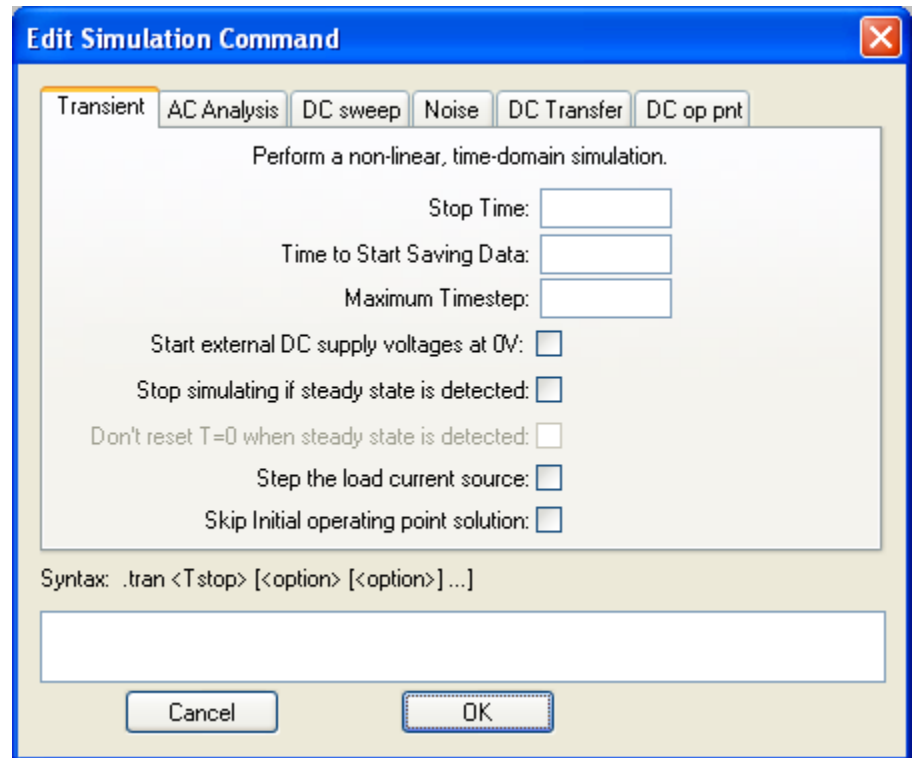 Edit Simulation Command
Transient AC Analysis DC sweep Noise DC Transfer DC op pnt
Perform a non-linear, time-domain simulation.
Stop Time:
Time to Start Saving Data:
Maximum Timestep:
Start external DC supply voltages at 0V:
Stop simulating if steady state is detected:
Don't reset T=0 when steady state is detected:
Step the load current source:
Skip Initial operating point solution:
Syntax: .tran <Tstop> [<option> [<option>] ...]
Cancel OK